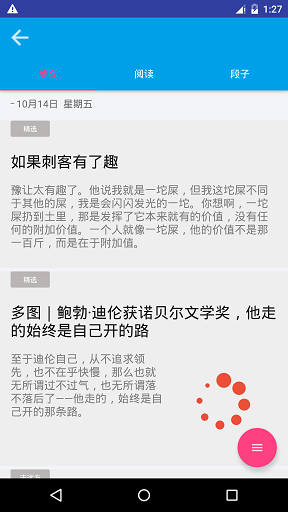 1:27
阅读
段子
- 10月14日 星期五
精选
如果刺客有了趣
豫让太有趣了。他说我就是一坨屎，但我这坨屎不同
于其他的屎，我是会闪闪发光的一坨。你想啊，一坨
屎扔到土里，那是发挥了它本来就有的价值，没有任
何的附加价值。一个人就像一坨屎，他的价值不是那
一百斤，而是在于附加值。
精选
多图｜鲍勃·迪伦获诺贝尔文学奖，他走
的始终是自己开的路
至于迪伦自己，从不追求领
先，也不在乎快慢，那么也就
无所谓过不过气，也无所谓落
不落后了——他走的，始终是自
己开的那条路。